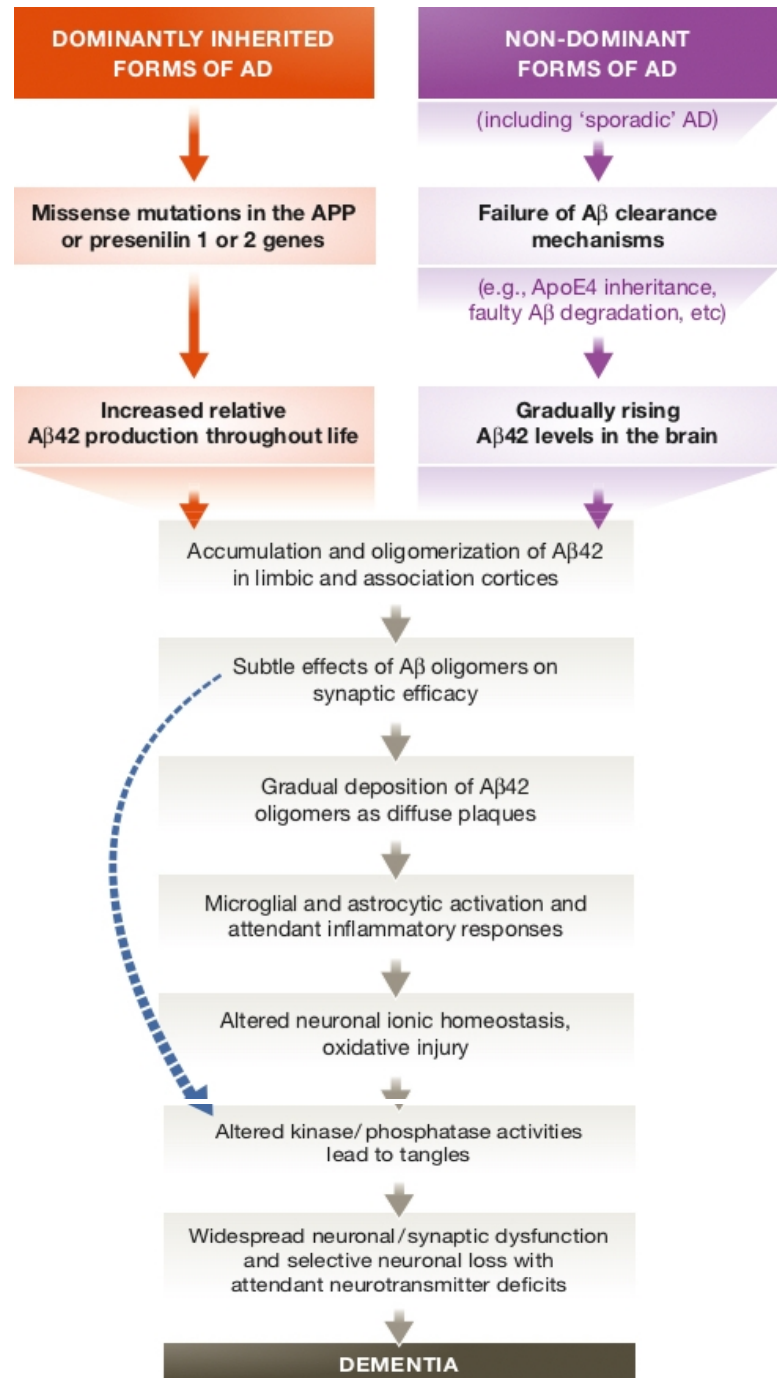 DOMINANTLY INHERITED
FORMS OF AD
NON-DOMINANT
FORMS OF AD
(including ‘sporadic’ AD)
Missense mutations in the APP
or presenilin 1 or 2 genes
Failure of Aβ clearance
mechanisms
(e.g., ApoE4 inheritance,
faulty Aβ degradation, etc)
Increased relative
Aβ42 production throughout life
Gradually rising
Aβ42 levels in the brain
Accumulation and oligomerization of Aβ42
in limbic and association cortices
Subtle effects of Aβ oligomers on
synaptic efficacy
Gradual deposition of Aβ42
oligomers as diffuse plaques
Microglial and astrocytic activation and
attendant inflammatory responses
Altered neuronal ionic homeostasis,
oxidative injury
Altered kinase/phosphatase activities
lead to tangles
Widespread neuronal/synaptic dysfunction
and selective neuronal loss with
attendant neurotransmitter deficits
DEMENTIA